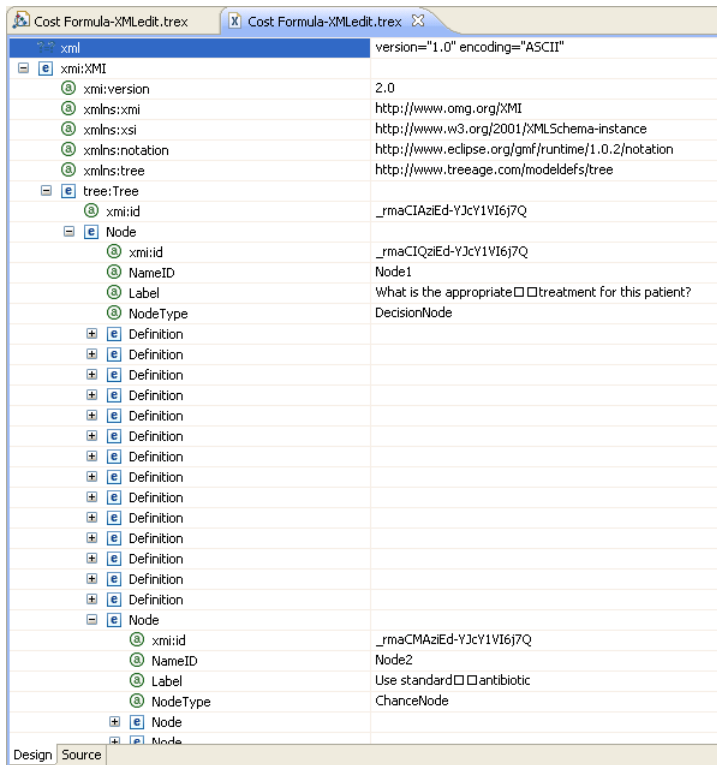 Cost Formula-XMLedit.trex Cost Formula-XMLedit.trex
xml version="1.0" encoding="ASCII"
e xmi:XMI
a xmi:version 2.0
a xmlns:xmi http://www.omg.org/XMI
a xmlns:xsi http://www.w3.org/2001/XMLSchema-instance
a xmlns:notation http://www.eclipse.org/gmf/runtime/1.0.2/notation
a xmlns:tree http://www.treeage.com/modeldefs/tree
e tree:Tree
a xmi:id _rmaCIAziEd-YJcY1VI6j7Q
e Node
a xmi:id _rmaCIQziEd-YJcY1VI6j7Q
a NameID Node1
a Label What is the appropriate□□treatment for this patient?
a NodeType DecisionNode
e Definition
e Definition
e Definition
e Definition
e Definition
e Definition
e Definition
e Definition
e Definition
e Definition
e Definition
e Definition
e Definition
e Definition
e Node
a xmi:id _rmaCMAziEd-YJcY1VI6j7Q
a NameID Node2
a Label Use standard□□antibiotic
a NodeType ChanceNode
e Node
e Node
Design Source